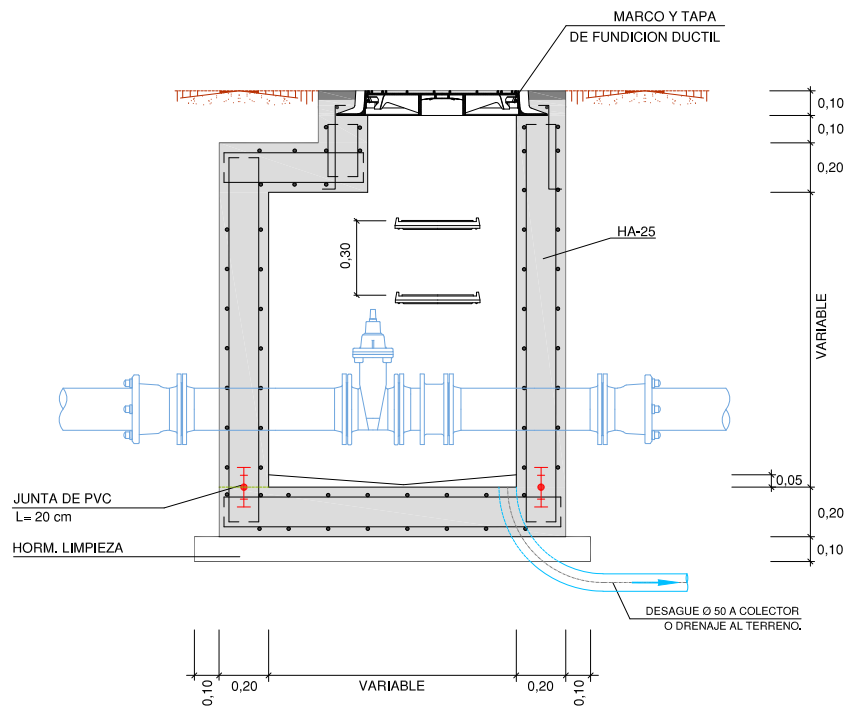 MARCO Y TAPA
DE FUNDICION DUCTIL
0,10
0,10
0,20
HA-25
0,30
VARIABLE
0,05
JUNTA DE PVC
L= 20 cm
0,20
HORM. LIMPIEZA
0,10
DESAGUE Ø 50 A COLECTOR
O DRENAJE AL TERRENO.
0,10
0,20
VARIABLE
0,20
0,10